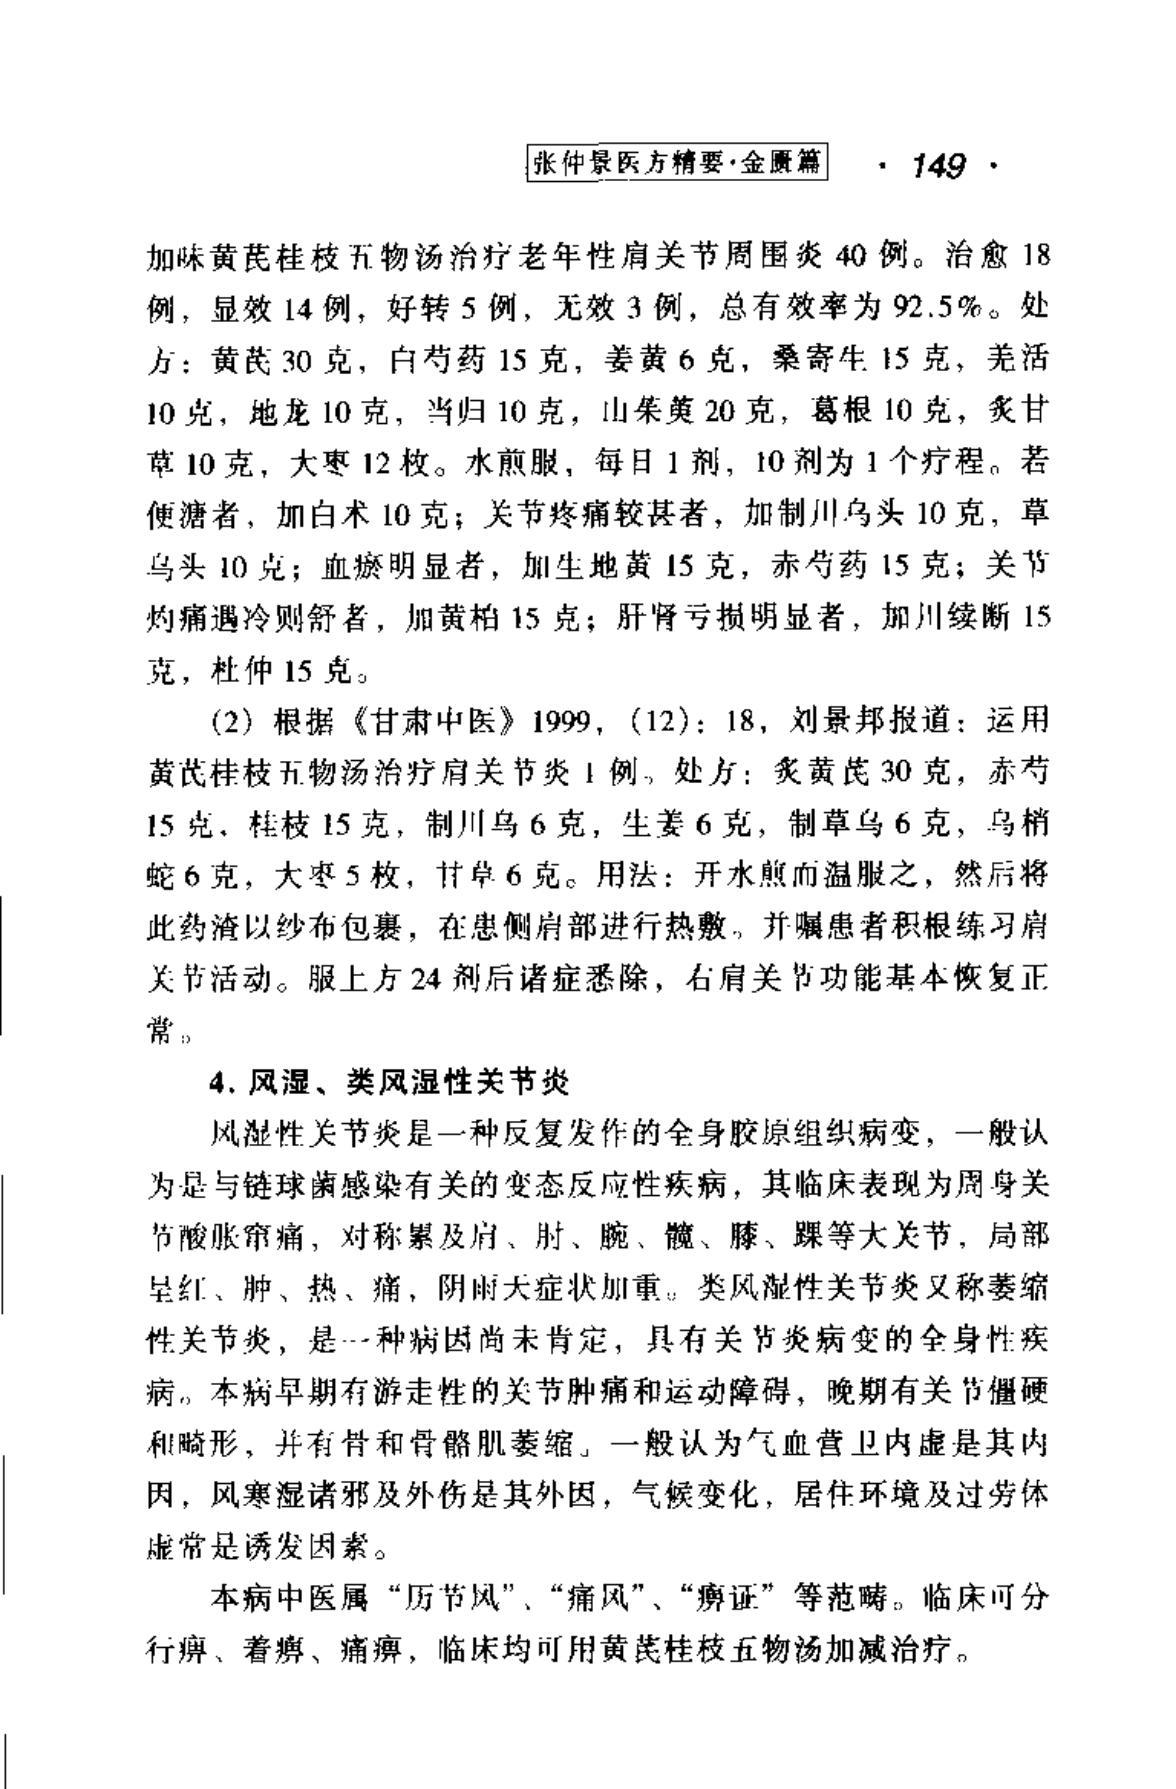 张仲景医方精要·金匮篇 · 149 ·
加味黄芪桂枝五物汤治疗老年性肩关节周围炎 40 例。治愈 18
例，显效 14 例，好转 5 例，无效 3 例，总有效率为 92.5%。处
方：黄芪 30 克，白芍药 15 克，姜黄 6 克，桑寄生 15 克，羌活
10 克，地龙 10 克，当归 10 克，山茱萸 20 克，葛根 10 克，炙甘
草 10 克，大枣 12 枚。水煎服，每日 1 剂，10 剂为 1 个疗程。若
便溏者，加白术 10 克；关节疼痛较甚者，加制川乌头 10 克，草
乌头 10 克；血瘀明显者，加生地黄 15 克，赤芍药 15 克；关节
灼痛遇冷则舒者，加黄柏 15 克；肝肾亏损明显者，加川续断 15
克，杜仲 15 克。
(2) 根据《甘肃中医》1999，(12)：18，刘景邦报道：运用
黄芪桂枝五物汤治疗肩关节炎 1 例。处方：炙黄芪 30 克，赤芍
15 克、桂枝 15 克，制川乌 6 克，生姜 6 克，制草乌 6 克，乌梢
蛇 6 克，大枣 5 枚，甘草 6 克。用法：开水煎而温服之，然后将
此药渣以纱布包裹，在患侧肩部进行热敷。并嘱患者积根练习肩
关节活动。服上方 24 剂后诸症悉除，右肩关节功能基本恢复正
常。
4. 风湿、类风湿性关节炎
风湿性关节炎是一种反复发作的全身胶原组织病变，一般认
为是与链球菌感染有关的变态反应性疾病，其临床表现为周身关
节酸胀窜痛，对称累及肩、肘、腕、髋、膝、踝等大关节，局部
呈红、肿、热、痛，阴雨天症状加重。类风湿性关节炎又称萎缩
性关节炎，是一种病因尚未肯定，具有关节炎病变的全身性疾
病。本病早期有游走性的关节肿痛和运动障碍，晚期有关节僵硬
和畸形，并有骨和骨骼肌萎缩。一般认为气血营卫内虚是其内
因，风寒湿诸邪及外伤是其外因，气候变化，居住环境及过劳体
虚常是诱发因素。
本病中医属“历节风”、“痛风”、“痹证”等范畴。临床可分
行痹、着痹、痛痹，临床均可用黄芪桂枝五物汤加减治疗。